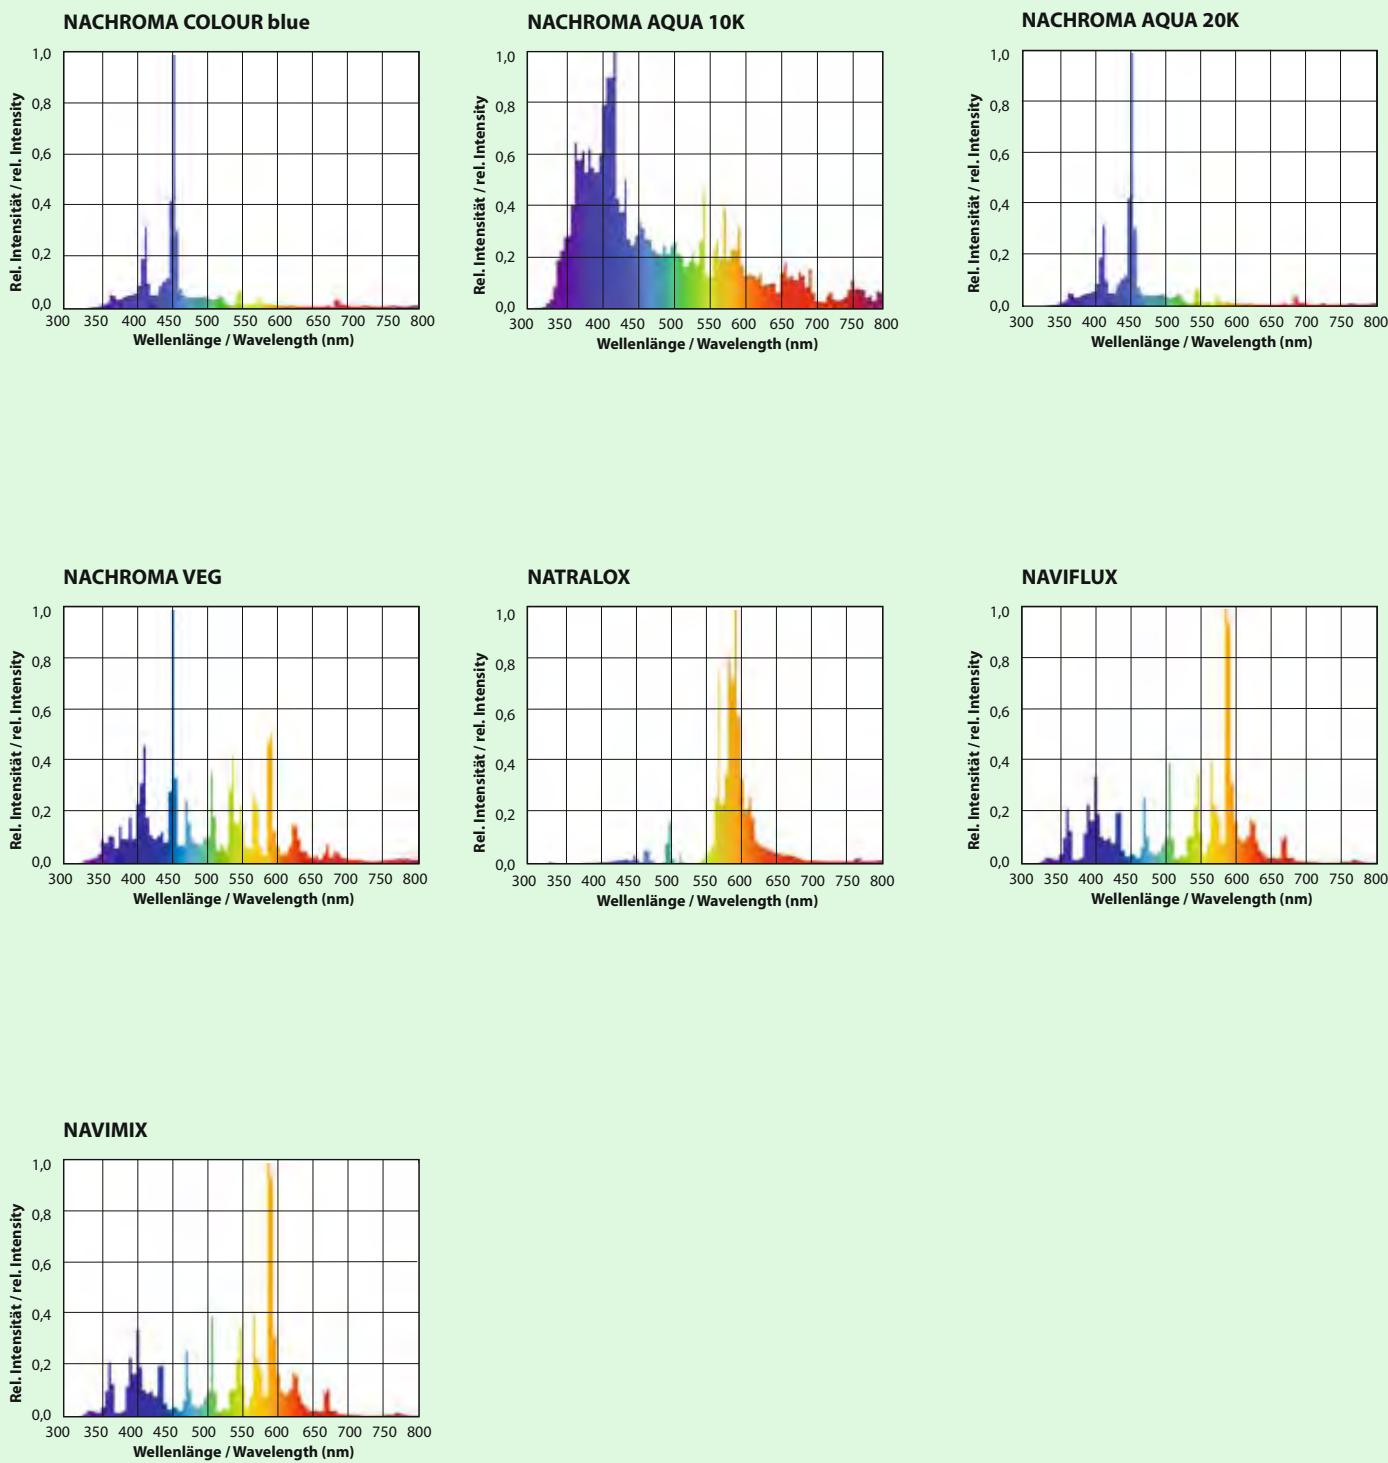 NACHROMA COLOUR blue
Rel. Intensität / rel. Intensity
1,0
0,8
0,6
0,4
0,2
0,0
300 350 400 450 500 550 600 650 700 750 800
Wellenlänge / Wavelength (nm)
NACHROMA AQUA 10K
Rel. Intensität / rel. Intensity
1,0
0,8
0,6
0,4
0,2
0,0
300 350 400 450 500 550 600 650 700 750 800
Wellenlänge / Wavelength (nm)
NACHROMA AQUA 20K
Rel. Intensität / rel. Intensity
1,0
0,8
0,6
0,4
0,2
0,0
300 350 400 450 500 550 600 650 700 750 800
Wellenlänge / Wavelength (nm)
NACHROMA VEG
Rel. Intensität / rel. Intensity
1,0
0,8
0,6
0,4
0,2
0,0
300 350 400 450 500 550 600 650 700 750 800
Wellenlänge / Wavelength (nm)
NATRALOX
Rel. Intensität / rel. Intensity
1,0
0,8
0,6
0,4
0,2
0,0
300 350 400 450 500 550 600 650 700 750 800
Wellenlänge / Wavelength (nm)
NAVIFLUX
Rel. Intensität / rel. Intensity
1,0
0,8
0,6
0,4
0,2
0,0
300 350 400 450 500 550 600 650 700 750 800
Wellenlänge / Wavelength (nm)
NAVIMIX
Rel. Intensität / rel. Intensity
1,0
0,8
0,6
0,4
0,2
0,0
300 350 400 450 500 550 600 650 700 750 800
Wellenlänge / Wavelength (nm)